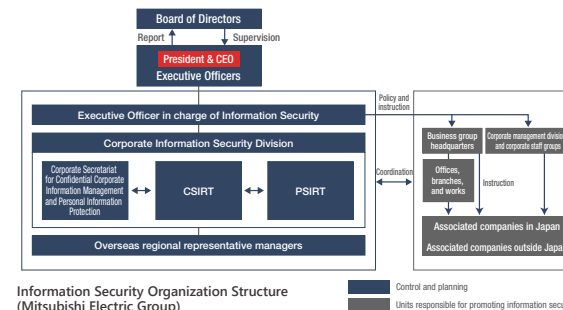 Board of Directors
Report
Supervision
President & CEO
Executive Officers
Policy and
instruction
Executive Officer in charge of Information Security
Corporate Information Security Division
Corporate Secretariat
for Confidential Corporate
Information Management
and Personal Information
Protection
CSIRT
PSIRT
Overseas regional representative managers
Coordination
Business group
headquarters
Corporate management
and corporate staff groups
Offices,
branches,
and works
Instruction
Associated companies in Japan
Associated companies outside
Information Security Organization Structure
(Mitsubishi Electric Group)
Control and planning
Units responsible for promoting information